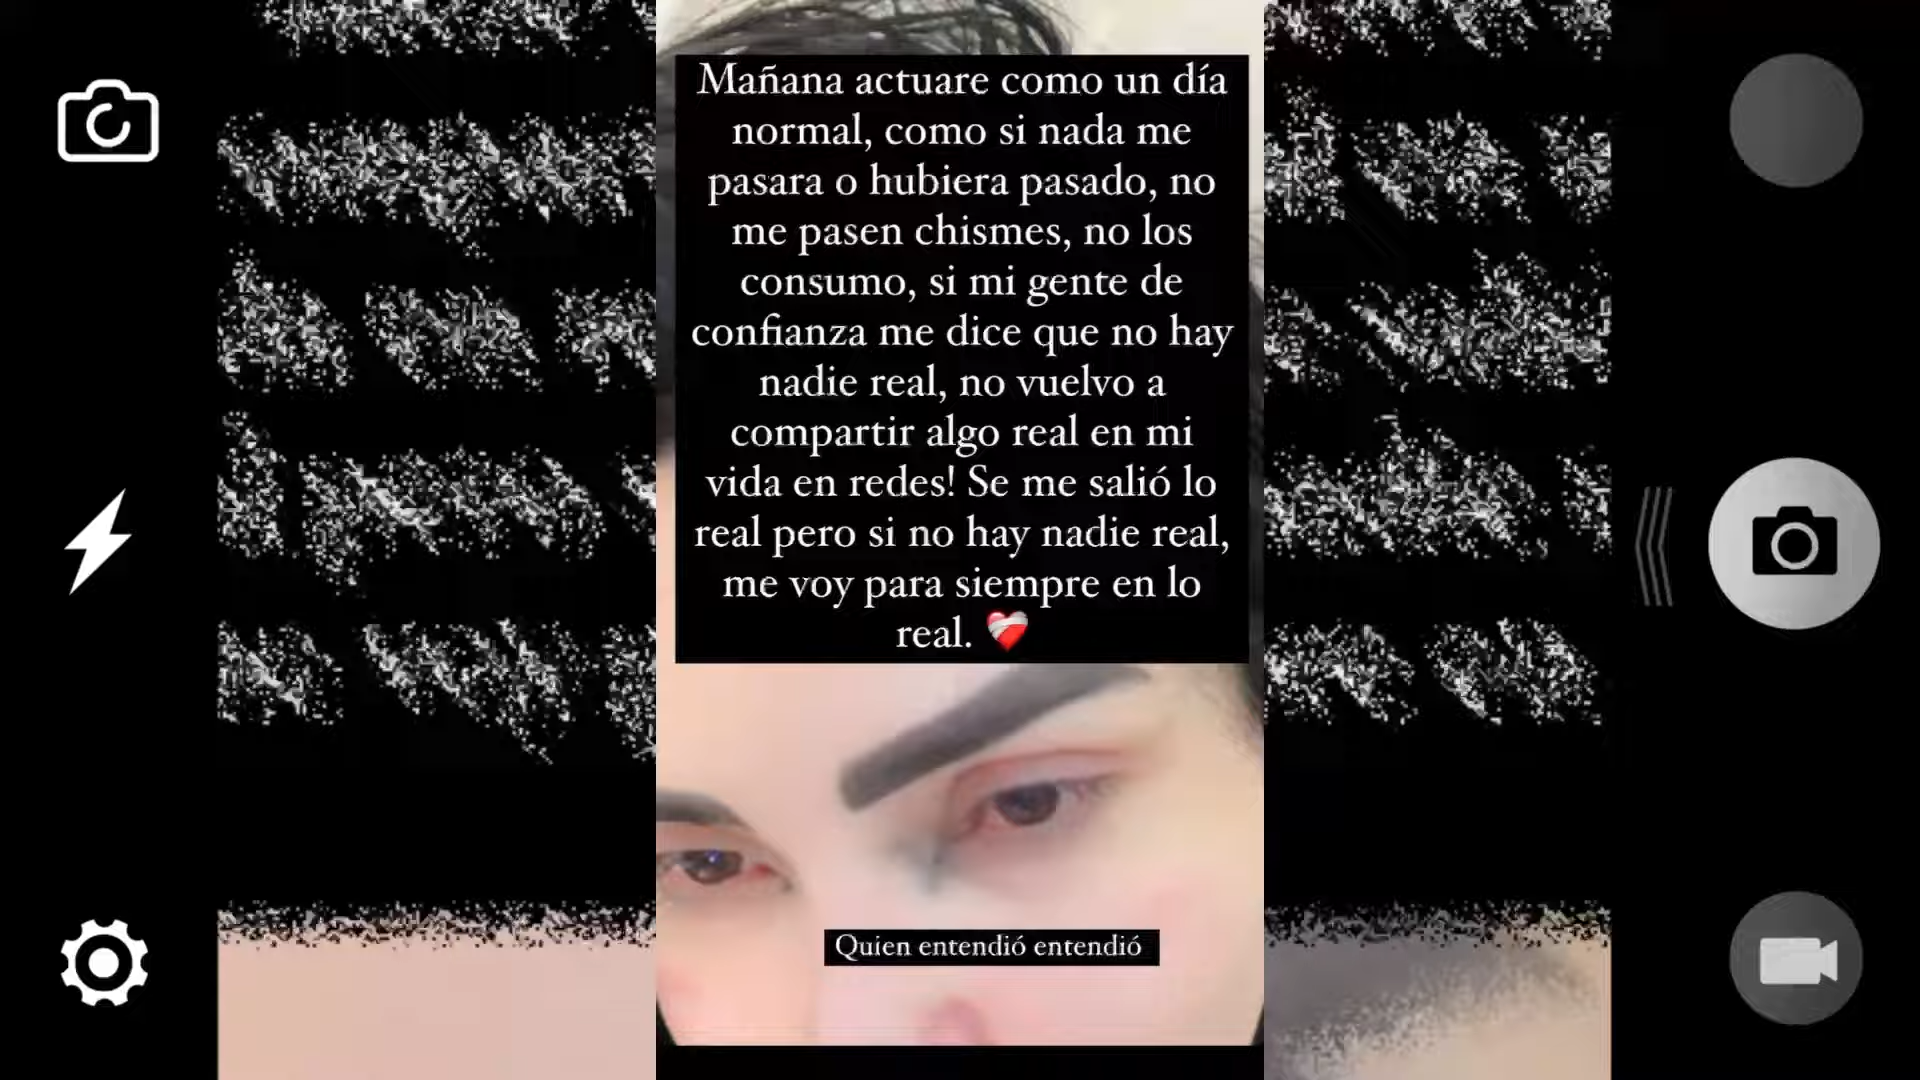 Mañana actuare como un día
normal, como si nada me
pasara o hubiera pasado, no
me pasen chismes, no los
consumo, si mi gente de
confianza me dice que no hay
nadie real, no vuelvo a
compartir algo real en mi
vida en redes! Se me salió lo
real pero si no hay nadie real,
me voy para siempre en lo
real. ❤️‍🩹
Quien entendió entendió